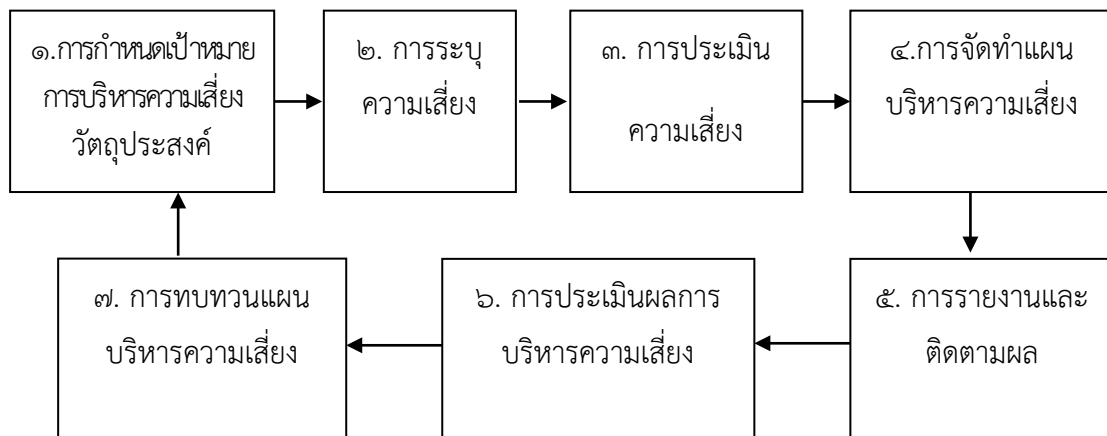 ๑.การกำหนดเป้าหมาย
การบริหารความเสี่ยง
วัตถุประสงค์
๒. การระบุ
ความเสี่ยง
๓. การประเมิน
ความเสี่ยง
๔.การจัดทำแผน
บริหารความเสี่ยง
๕. การรายงานและ
ติดตามผล
๖. การประเมินผลการ
บริหารความเสี่ยง
๗. การทบทวนแผน
บริหารความเสี่ยง